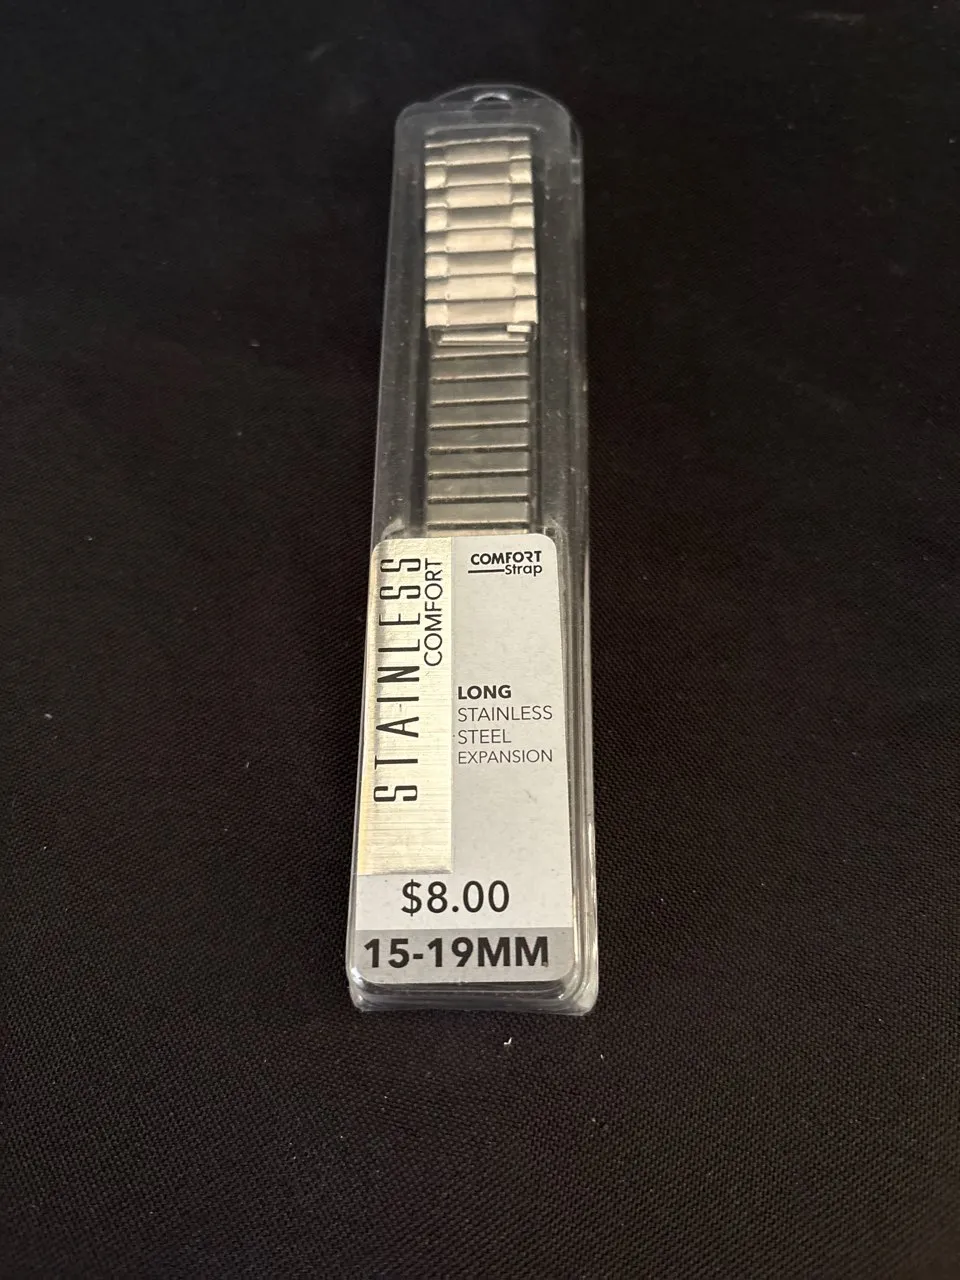 COMFORT
Strap
STAINLESS
COMFORT
LONG
STAINLESS
STEEL
EXPANSION
$8.00
15-19MM